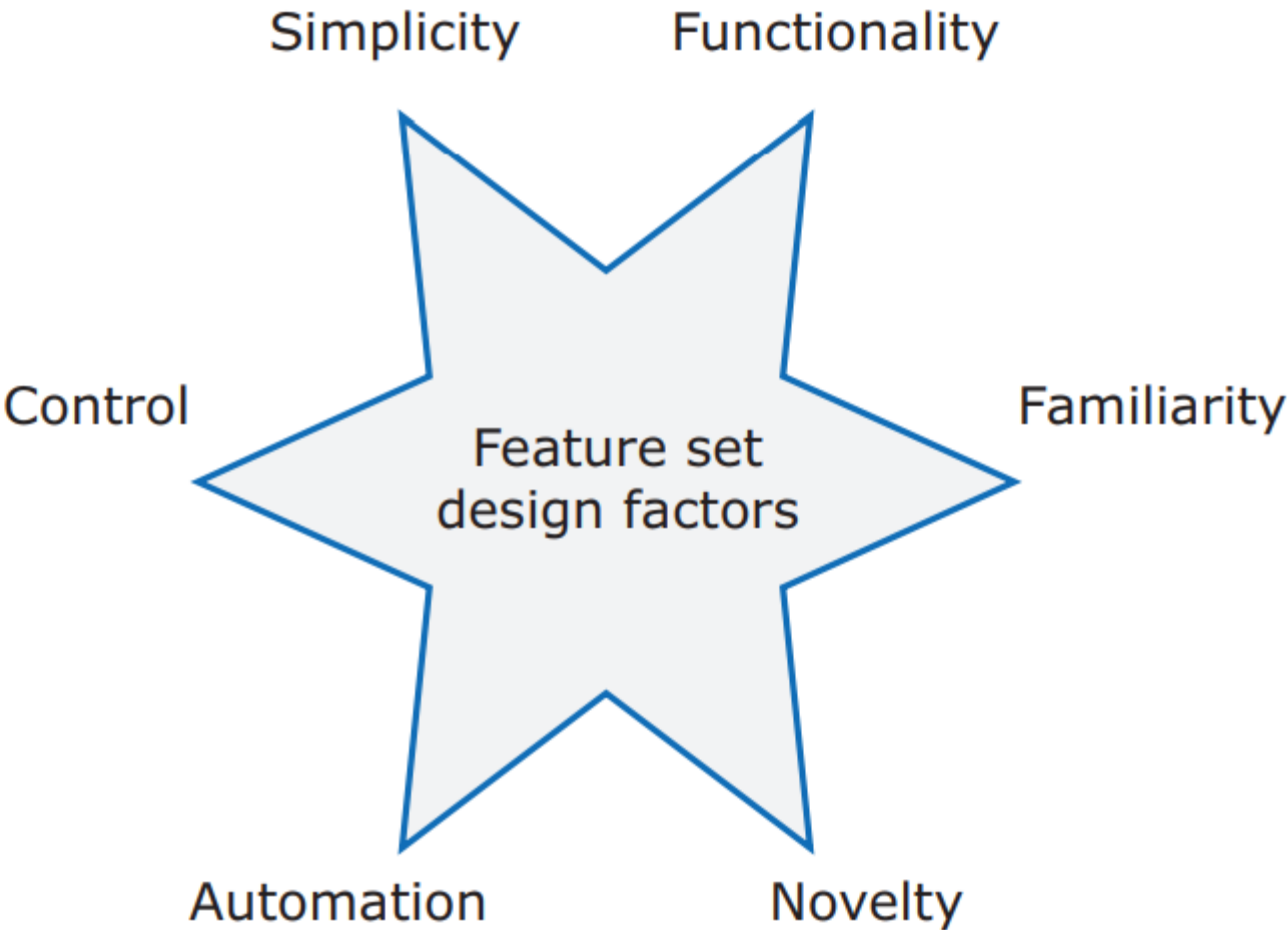 Simplicity
Functionality
Control
Familiarity
Feature set
design factors
Automation
Novelty